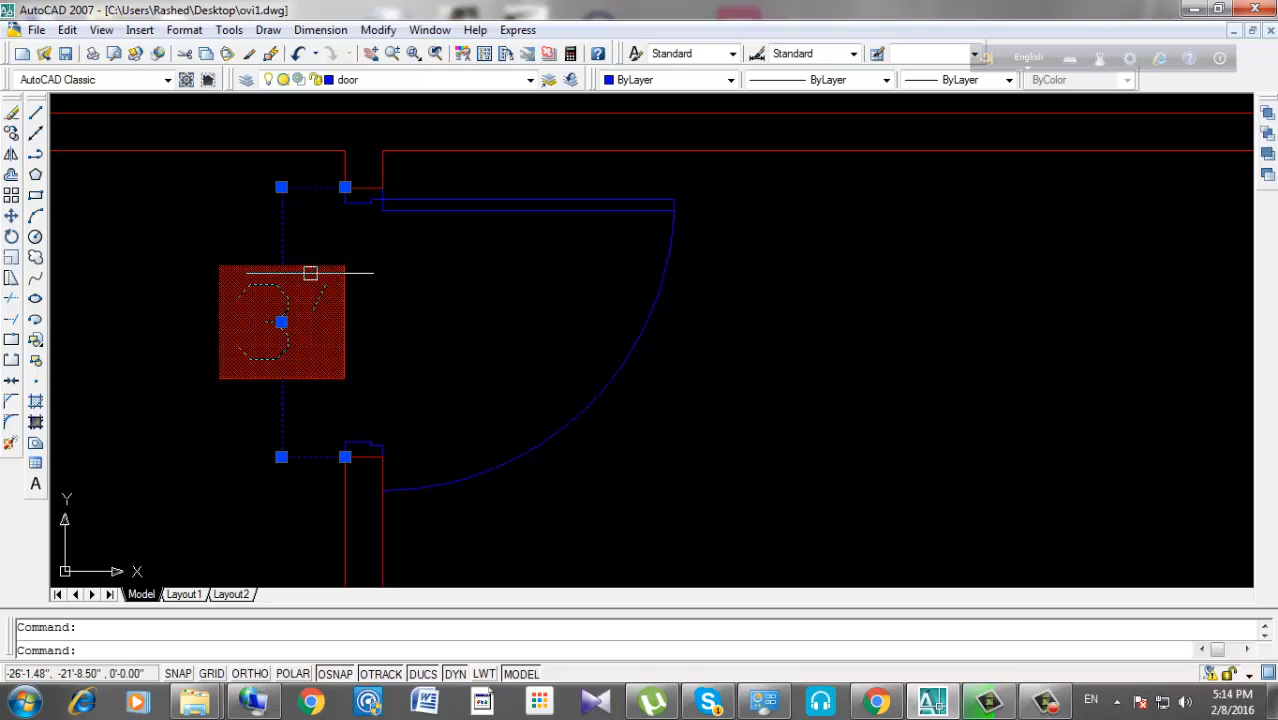 AutoCAD 2007 - [C:\Users\Rashed\Desktop\ovi1.dwg]
File Edit View Insert Format Tools Draw Dimension Modify Window Help Express
Standard Standard
English
AutoCAD Classic door ByLayer ByLayer ByLayer ByColor
3'
A
Y
X
Model Layout1 Layout2
Command:
Command:
-26'-1.48", -21'-8.50" , 0'-0.00" SNAP GRID ORTHO POLAR OSNAP OTRACK DUCS DYN LWT MODEL
EN 5:14 PM
2/8/2016